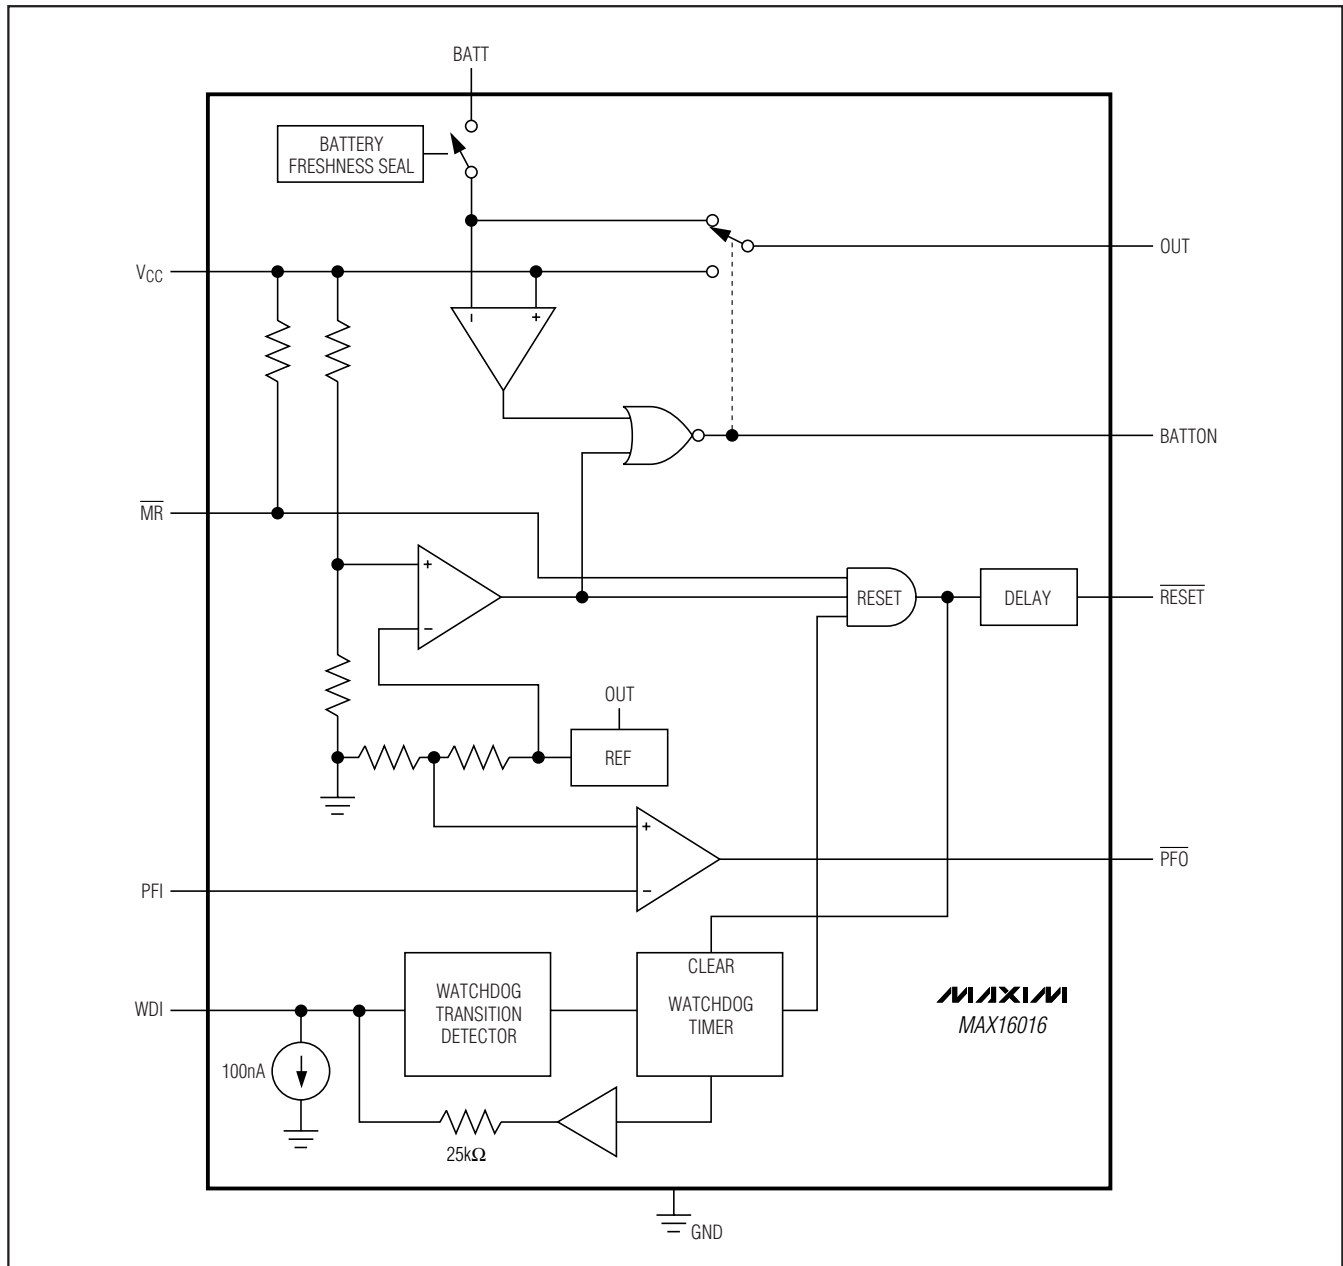 BATT
BATTERY
FRESHNESS SEAL
OUT
VCC
- +
BATTON
MR
+
RESET
DELAY
RESET
-
OUT
REF
+
PFO
PFI
-
CLEAR
WDI
WATCHDOG
TRANSITION
DETECTOR
WATCHDOG
TIMER
MAXIM
MAX16016
100nA
25kΩ
GND